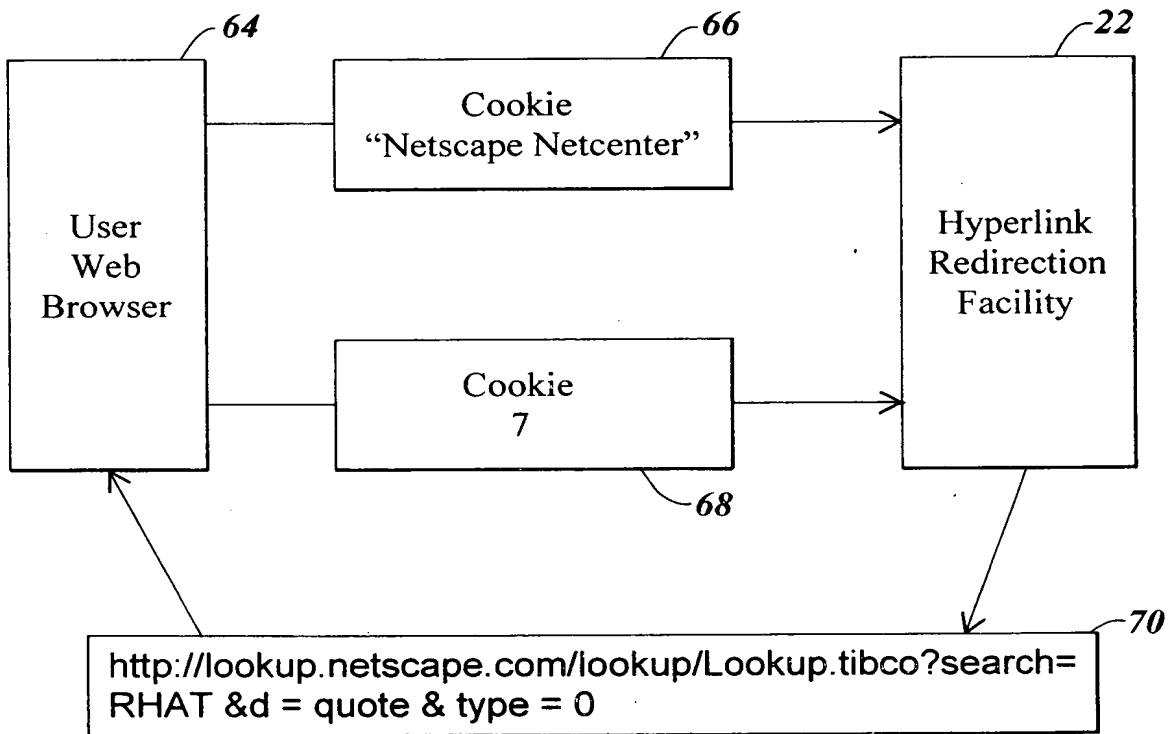 64
66
22
Cookie
“Netscape Netcenter”
User
Web
Browser
Hyperlink
Redirection
Facility
Cookie
7
68
70
http://lookup.netscape.com/lookup/Lookup.tibco?search=
RHAT &d = quote & type = 0